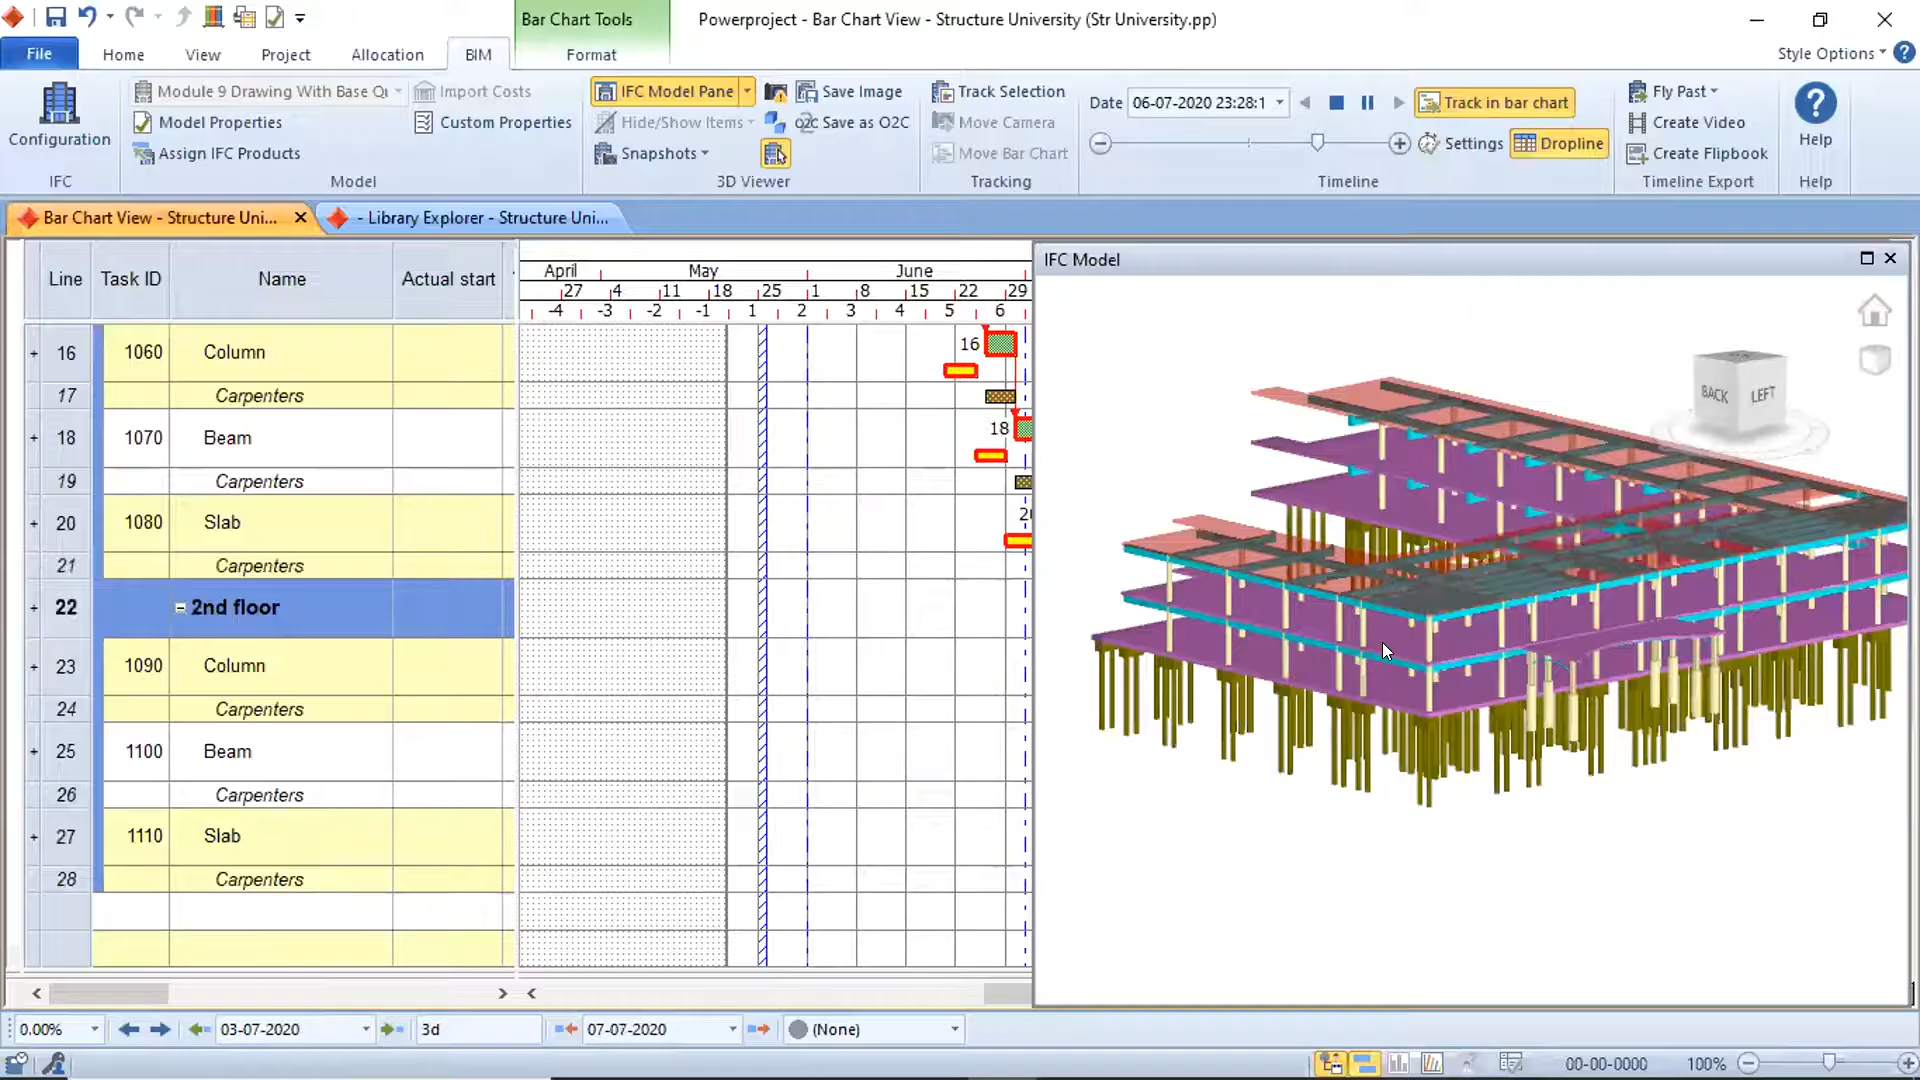 Bar Chart Tools
Powerproject - Bar Chart View - Structure University (Str University.pp)
File Home View Project Allocation BIM Format
Style Options
Module 9 Drawing With Base Qu
Import Costs
IFC Model Pane
Save Image
Track Selection
Date 06-07-2020 23:28:1
Track in bar chart
Fly Past
Model Properties
Custom Properties
Hide/Show Items
Save as O2C
Move Camera
Settings
Dropline
Create Video
Configuration
Assign IFC Products
Snapshots
Move Bar Chart
Create Flipbook
Help
IFC
Model
3D Viewer
Tracking
Timeline
Timeline Export
Help
Bar Chart View - Structure Uni...
- Library Explorer - Structure Uni...
Line Task ID Name Actual start
April May June
27 4 11 18 25 1 8 15 22 29
-4 -3 -2 -1 1 2 3 4 5 6
IFC Model
BACK LEFT
+ 16 1060 Column 16
17 Carpenters
+ 18 1070 Beam 18
19 Carpenters
+ 20 1080 Slab
21 Carpenters
+ 22 2nd floor
+ 23 1090 Column
24 Carpenters
+ 25 1100 Beam
26 Carpenters
+ 27 1110 Slab
28 Carpenters
0.00% 03-07-2020 3d 07-07-2020 (None)
00-00-0000 100%